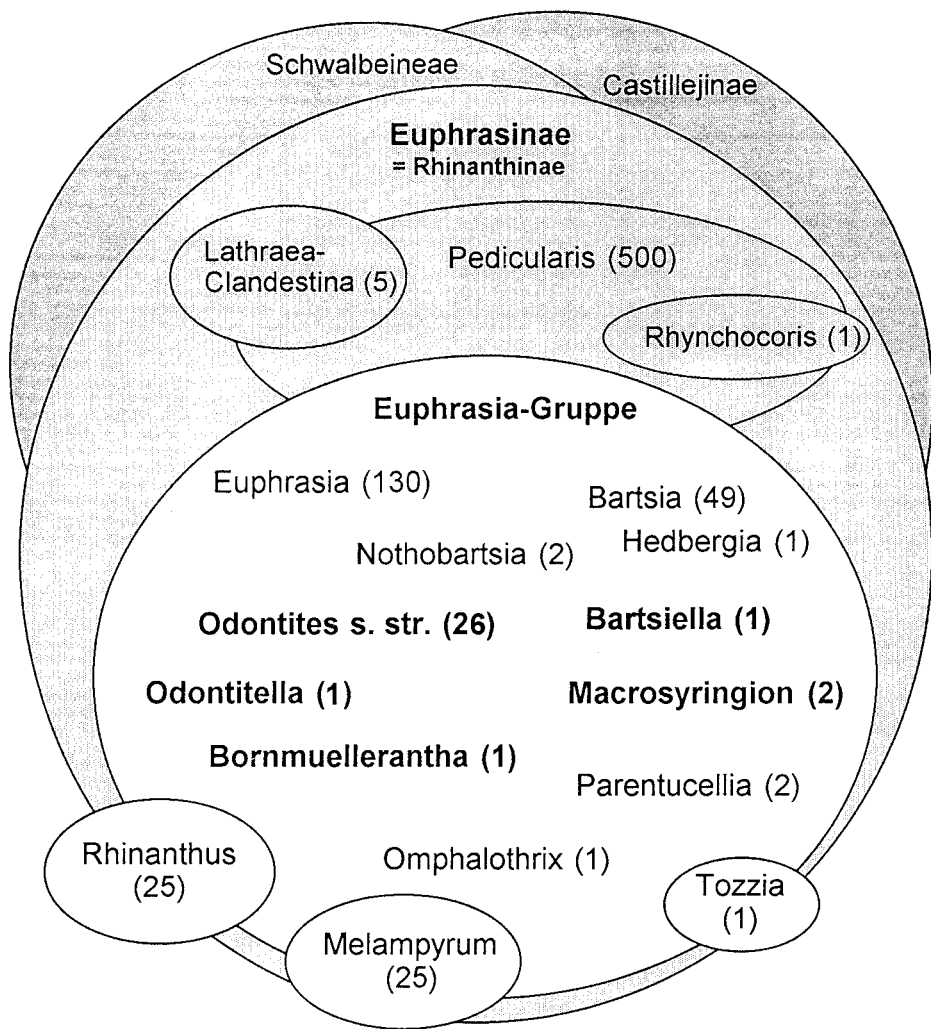 Schwalbeineae
Castillejinae
Euphrasinae
= Rhinanthinae
Lathraea-
Clandestina (5)
Pedicularis (500)
Rhynchocoris (1)
Euphrasia-Gruppe
Euphrasia (130)
Bartsia (49)
Nothobartsia (2)
Hedbergia (1)
Odontites s. str. (26)
Bartsiella (1)
Odontitella (1)
Macrosyringion (2)
Bornmuellerantha (1)
Parentucellia (2)
Rhinanthus
(25)
Omphalothrix (1)
Tozzia
(1)
Melampyrum
(25)